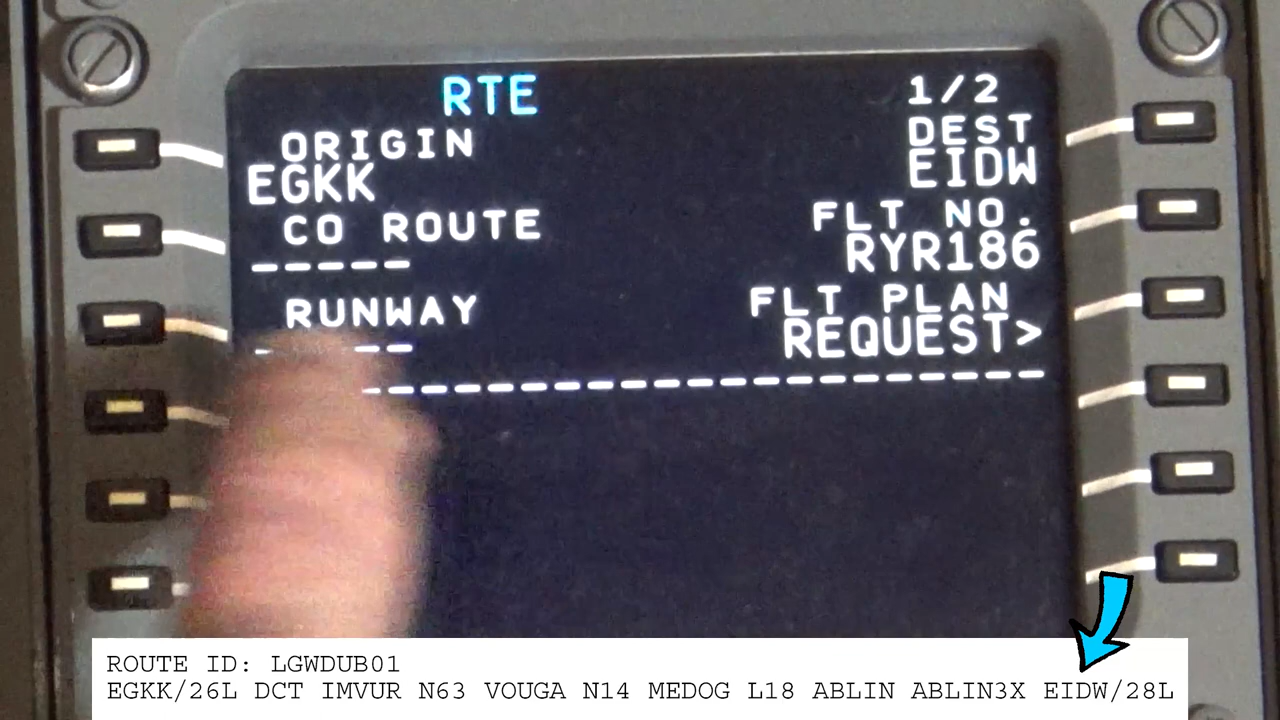 RTE 1/2
ORIGIN DEST
EGKK EIDW
CO ROUTE FLT NO.
----- RYR186
RUNWAY FLT PLAN
REQUEST>
ROUTE ID: LGWDUB01
EGKK/26L DCT IMVUR N63 VOUGA N14 MEDOG L18 ABLIN ABLIN3X EIDW/28L